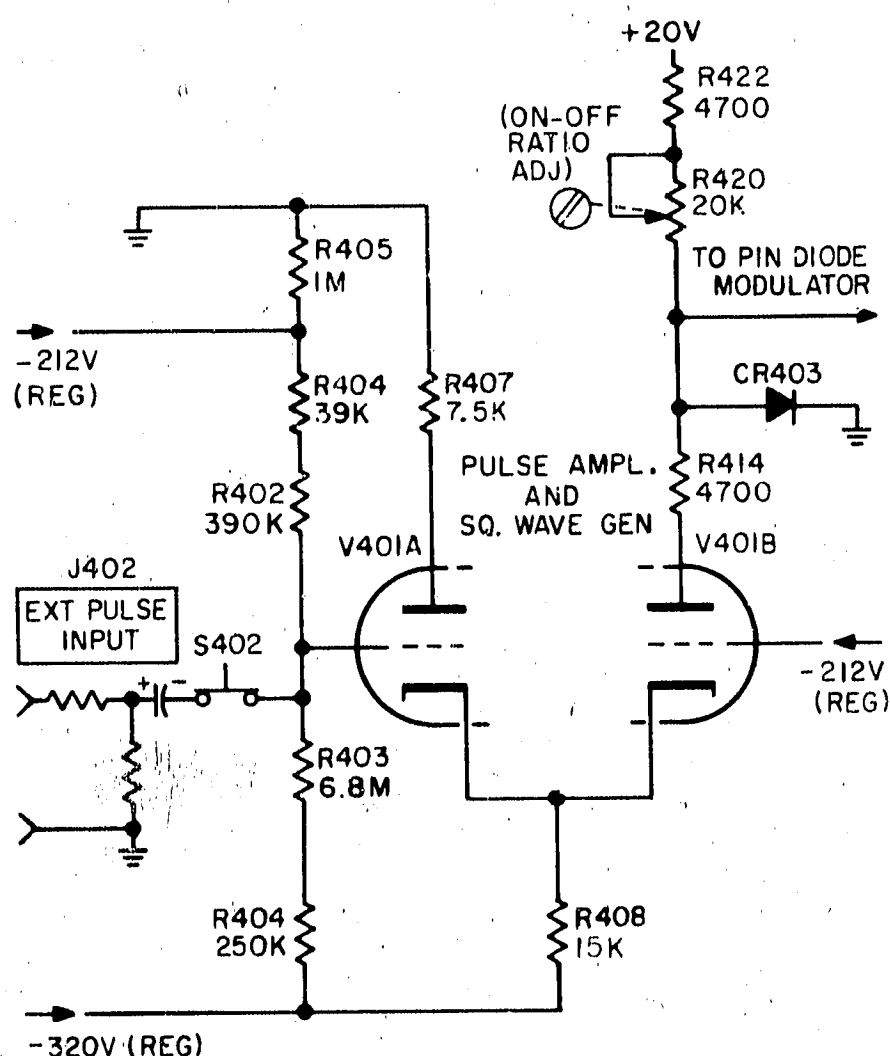 +20V
R422
4700
(ON-OFF
RATIO
ADJ)
R420
20K
R405
1M
TO PIN DIODE
MODULATOR
-212V
(REG)
R404
39K
R407
7.5K
CR403
R402
390K
PULSE AMPL.
AND
SQ. WAVE GEN
R414
4700
V401A
V401B
J402
EXT PULSE
INPUT
S402
+ -
-212V
(REG)
R403
6.8M
R404
250K
R408
15K
-320V (REG)